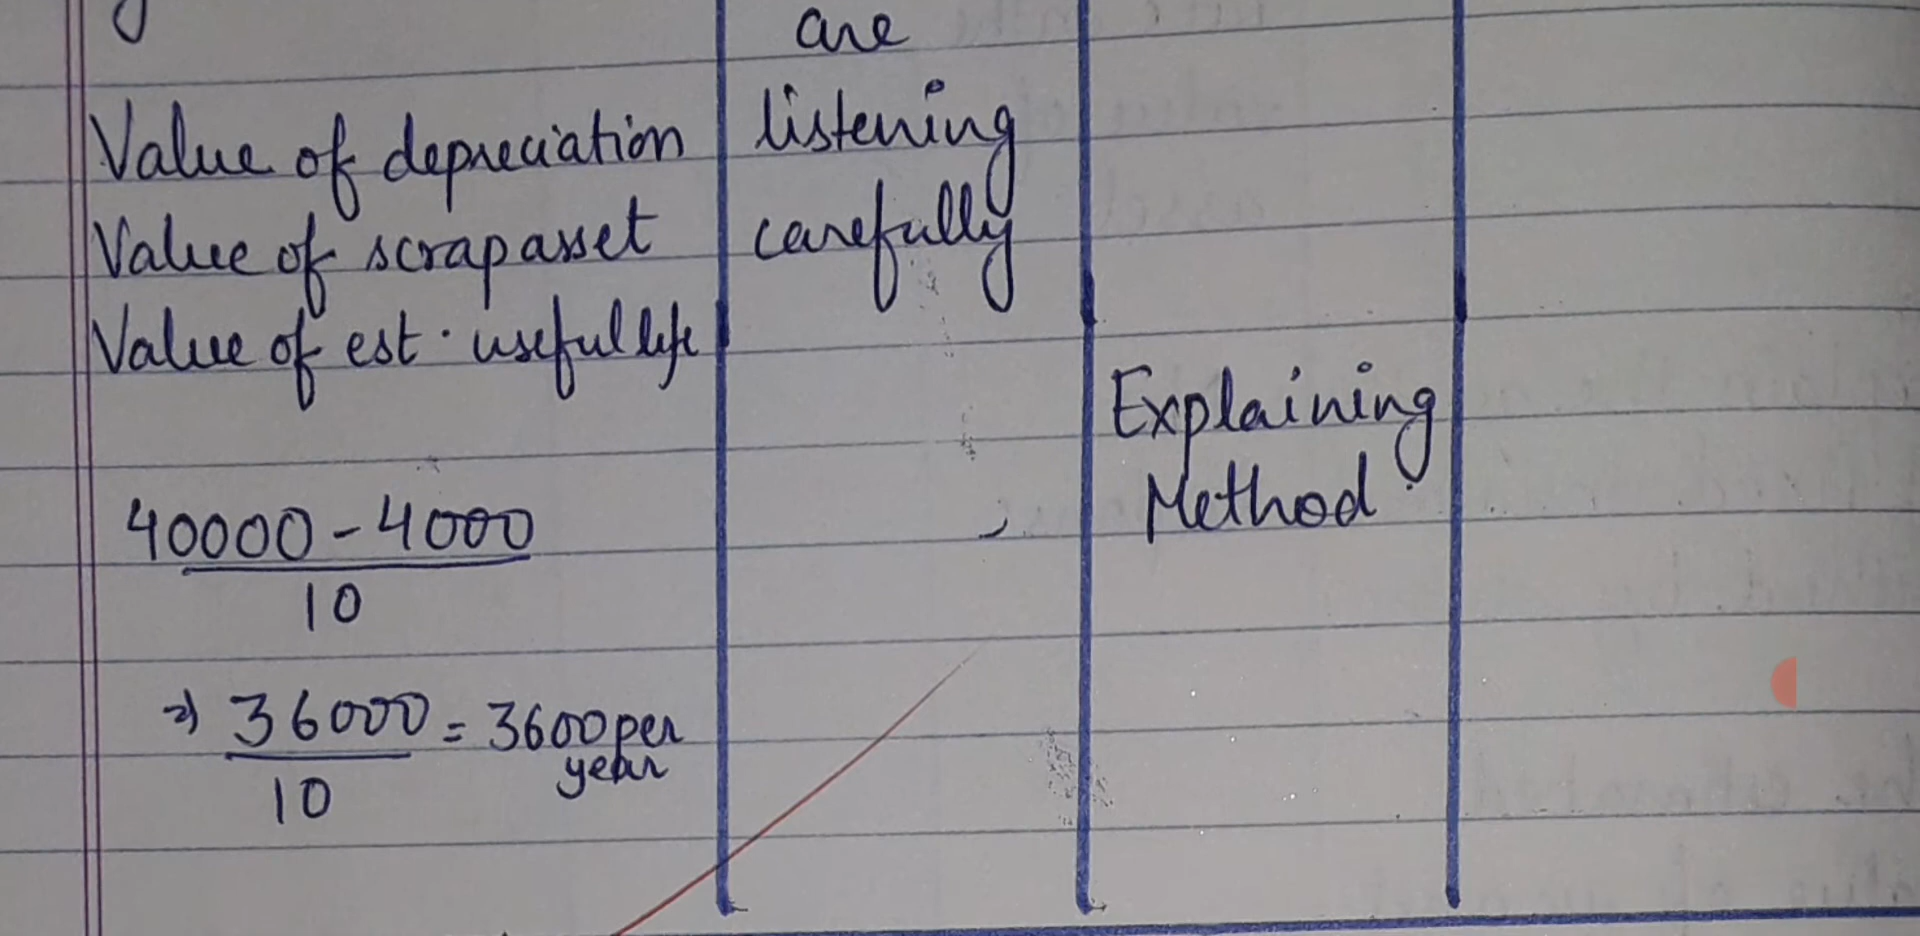 Value of depreciation
Value of scrap asset
Value of est. useful life
40000 - 4000
10
⇒ 36000 = 3600 per
year
10
are
listening
carefully
Explaining
Method.